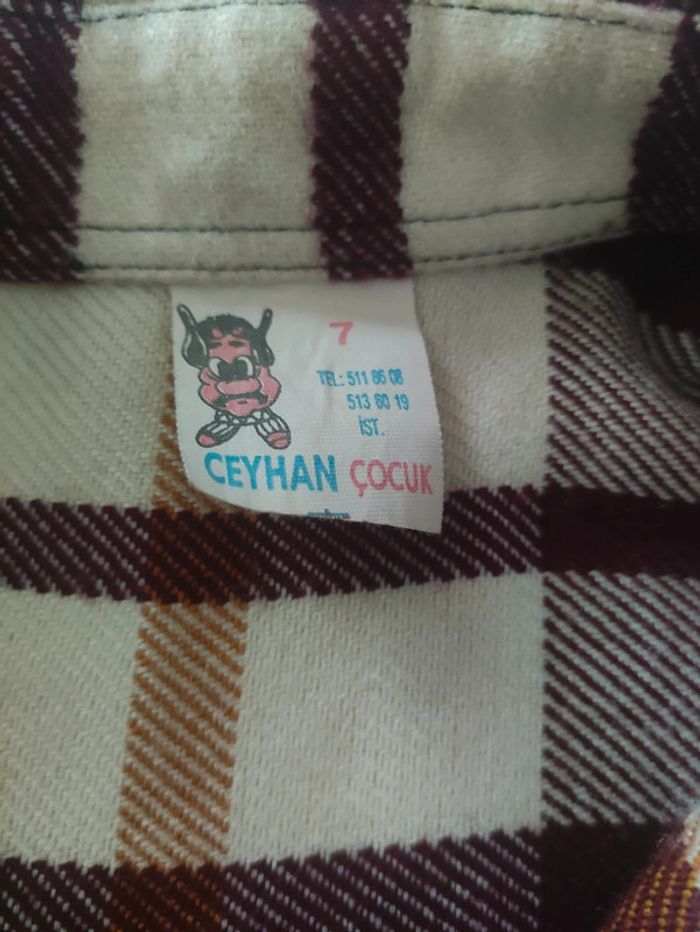 7
TEL: 511 86 08
513 60 19
İST.
CEYHAN ÇOCUK